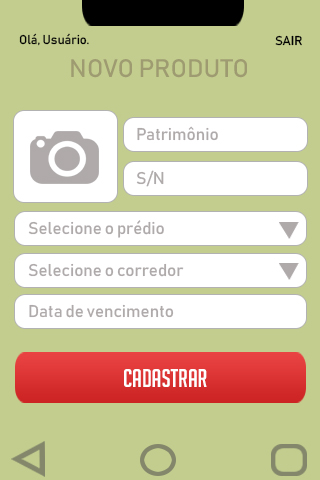 Olá, Usuário.
SAIR
NOVO PRODUTO
Patrimônio
S/N
Selecione o prédio
Selecione o corredor
Data de vencimento
CADASTRAR